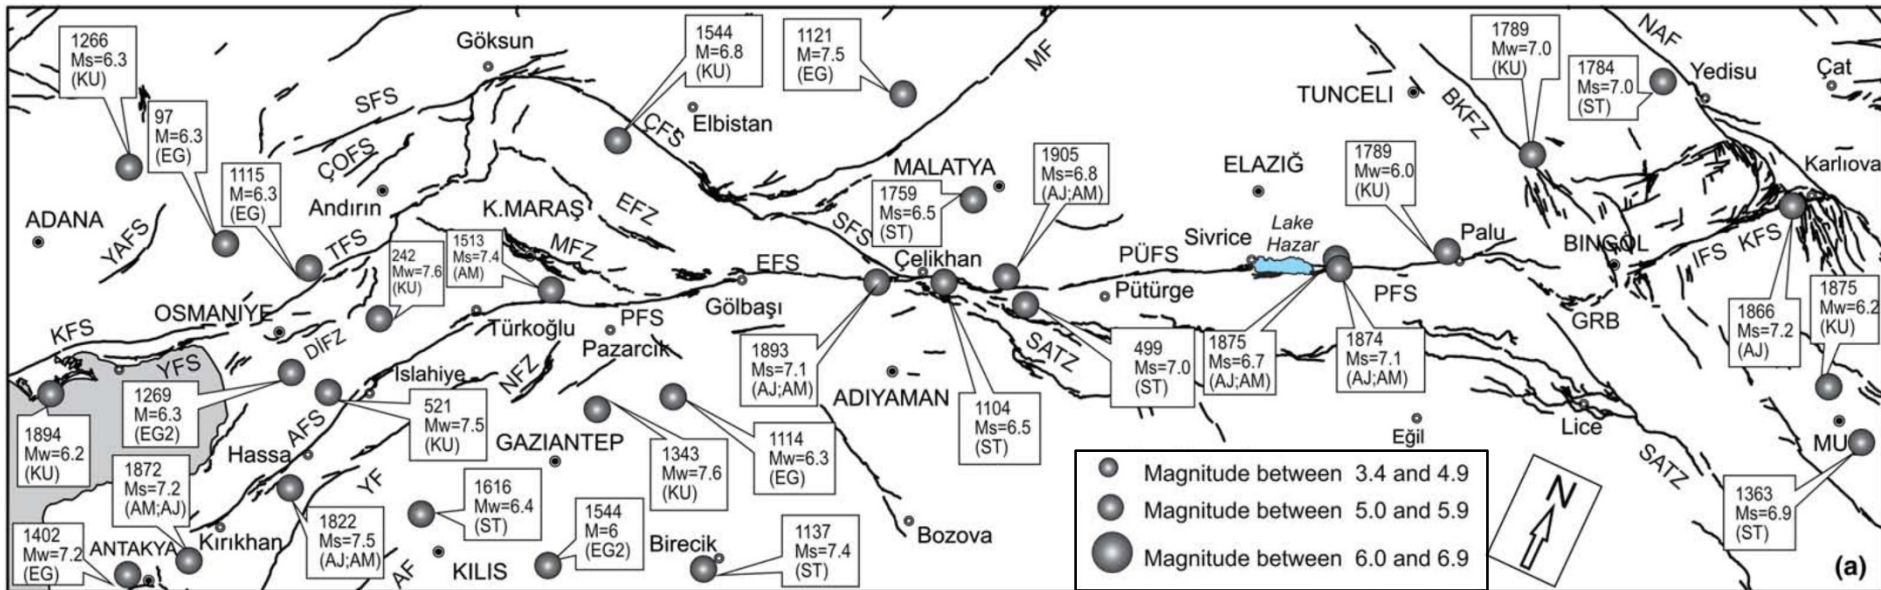 1266
Ms=6.3
(KU)
97
M=6.3
(EG)
1115
M=6.3
(EG)
Göksun
SFS
ÇOFS
Andırın
ADANA
YAFS
TFS
1544
M=6.8
(KU)
1121
M=7.5
(EG)
MF
Elbistan
ÇFS
K.MARAŞ
EFZ
MFZ
242
Mw=7.6
(KU)
1513
Ms=7.4
(AM)
MALATYA
1759
Ms=6.5
(ST)
1905
Ms=6.8
(AJ;AM)
SFS
Çelikhan
EFS
Gölbaşı
TUNCELI
ELAZIĞ
1789
Mw=6.0
(KU)
1789
Mw=7.0
(KU)
BKFZ
NAF
1784
Ms=7.0
(ST)
Yedisu
Çat
Karlıova
Lake
Hazar
Sivrice
PÜFS
Pütürge
Palu
BINGÖL
IFS
KFS
PFS
GRB
KFS
OSMANIYE
YFS
DİFZ
Türkoğlu
PFS
Pazarcık
Islahiye
NFZ
AFS
Hassa
1894
Mw=6.2
(KU)
1269
M=6.3
(EG2)
1872
Ms=7.2
(AM;AJ)
521
Mw=7.5
(KU)
GAZIANTEP
1343
Mw=7.6
(KU)
1114
Mw=6.3
(EG)
1893
Ms=7.1
(AJ;AM)
ADIYAMAN
1104
Ms=6.5
(ST)
SATZ
499
Ms=7.0
(ST)
1875
Ms=6.7
(AJ;AM)
1874
Ms=7.1
(AJ;AM)
1866
Ms=7.2
(AJ)
1875
Mw=6.2
(KU)
Eğil
Lice
SATZ
MU
1363
Ms=6.9
(ST)
1402
Mw=7.2
(EG)
ANTAKYA
Kırıkhan
1822
Ms=7.5
(AJ;AM)
YF
AF
1616
Mw=6.4
(ST)
KILIS
1544
M=6
(EG2)
Birecik
1137
Ms=7.4
(ST)
Bozova
Magnitude between 3.4 and 4.9
Magnitude between 5.0 and 5.9
Magnitude between 6.0 and 6.9
N
(a)